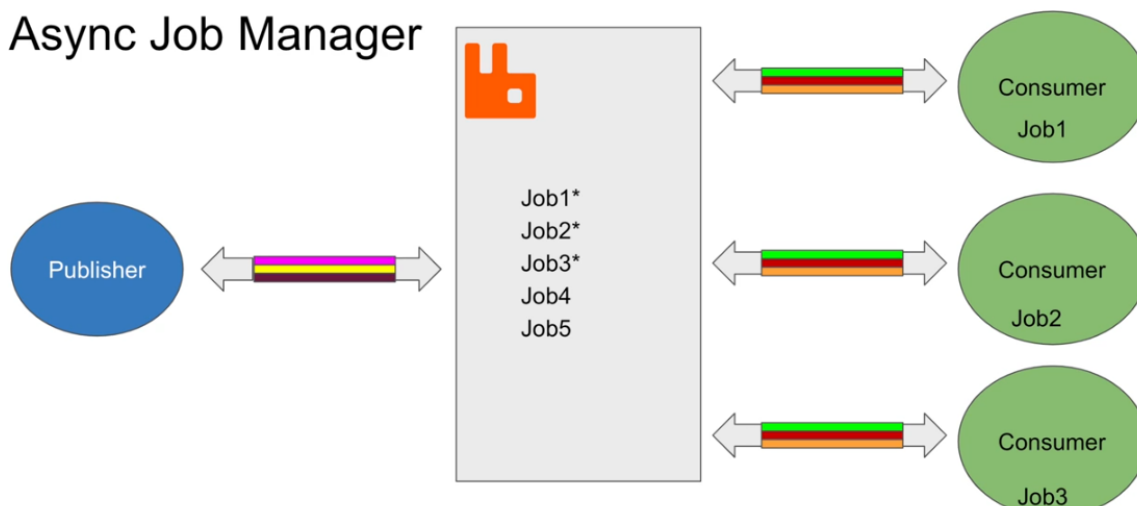 Async Job Manager
Publisher
Job1*
Job2*
Job3*
Job4
Job5
Consumer
Job1
Consumer
Job2
Consumer
Job3